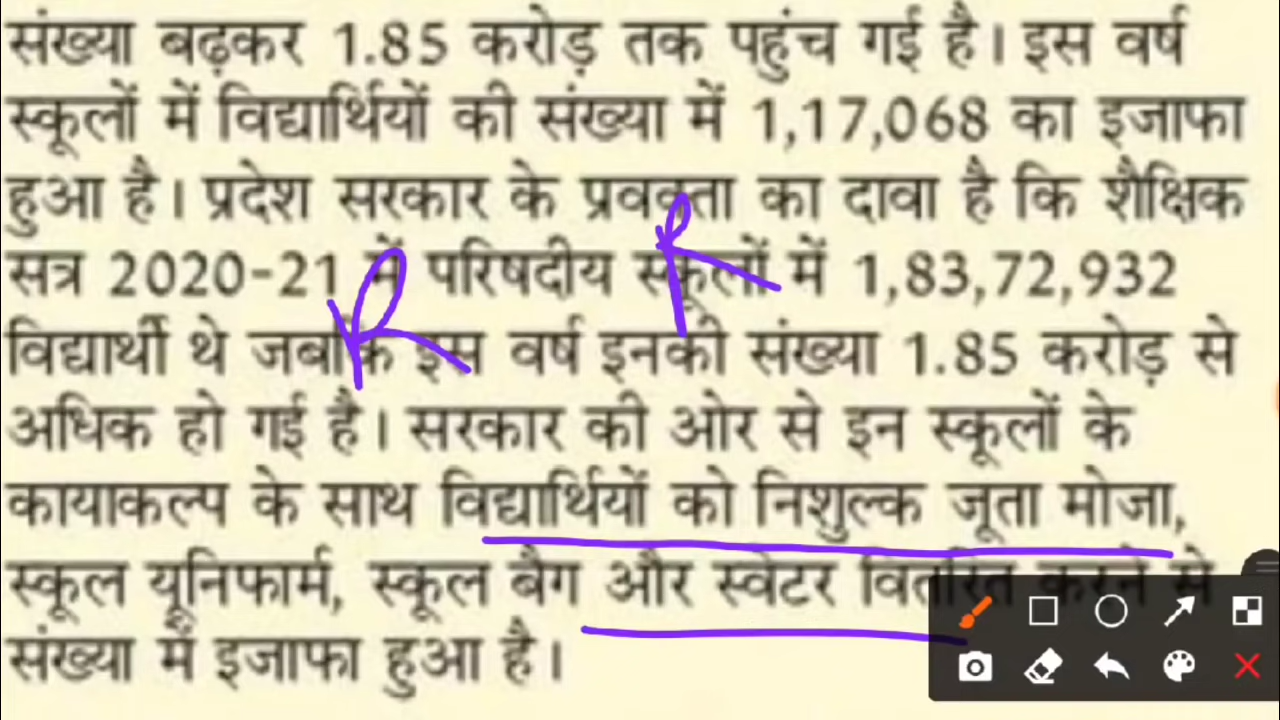 संख्या बढ़कर 1.85 करोड़ तक पहुंच गई है। इस वर्ष
स्कूलों में विद्यार्थियों की संख्या में 1,17,068 का इजाफा
हुआ है। प्रदेश सरकार के प्रवक्ता का दावा है कि शैक्षिक
सत्र 2020-21 में परिषदीय स्कूलों में 1,83,72,932
विद्यार्थी थे जबकि इस वर्ष इनकी संख्या 1.85 करोड़ से
अधिक हो गई है। सरकार की ओर से इन स्कूलों के
कायाकल्प के साथ विद्यार्थियों को निशुल्क जूता मोजा,
स्कूल यूनिफार्म, स्कूल बैग और स्वेटर वितरित करने से
संख्या में इजाफा हुआ है।